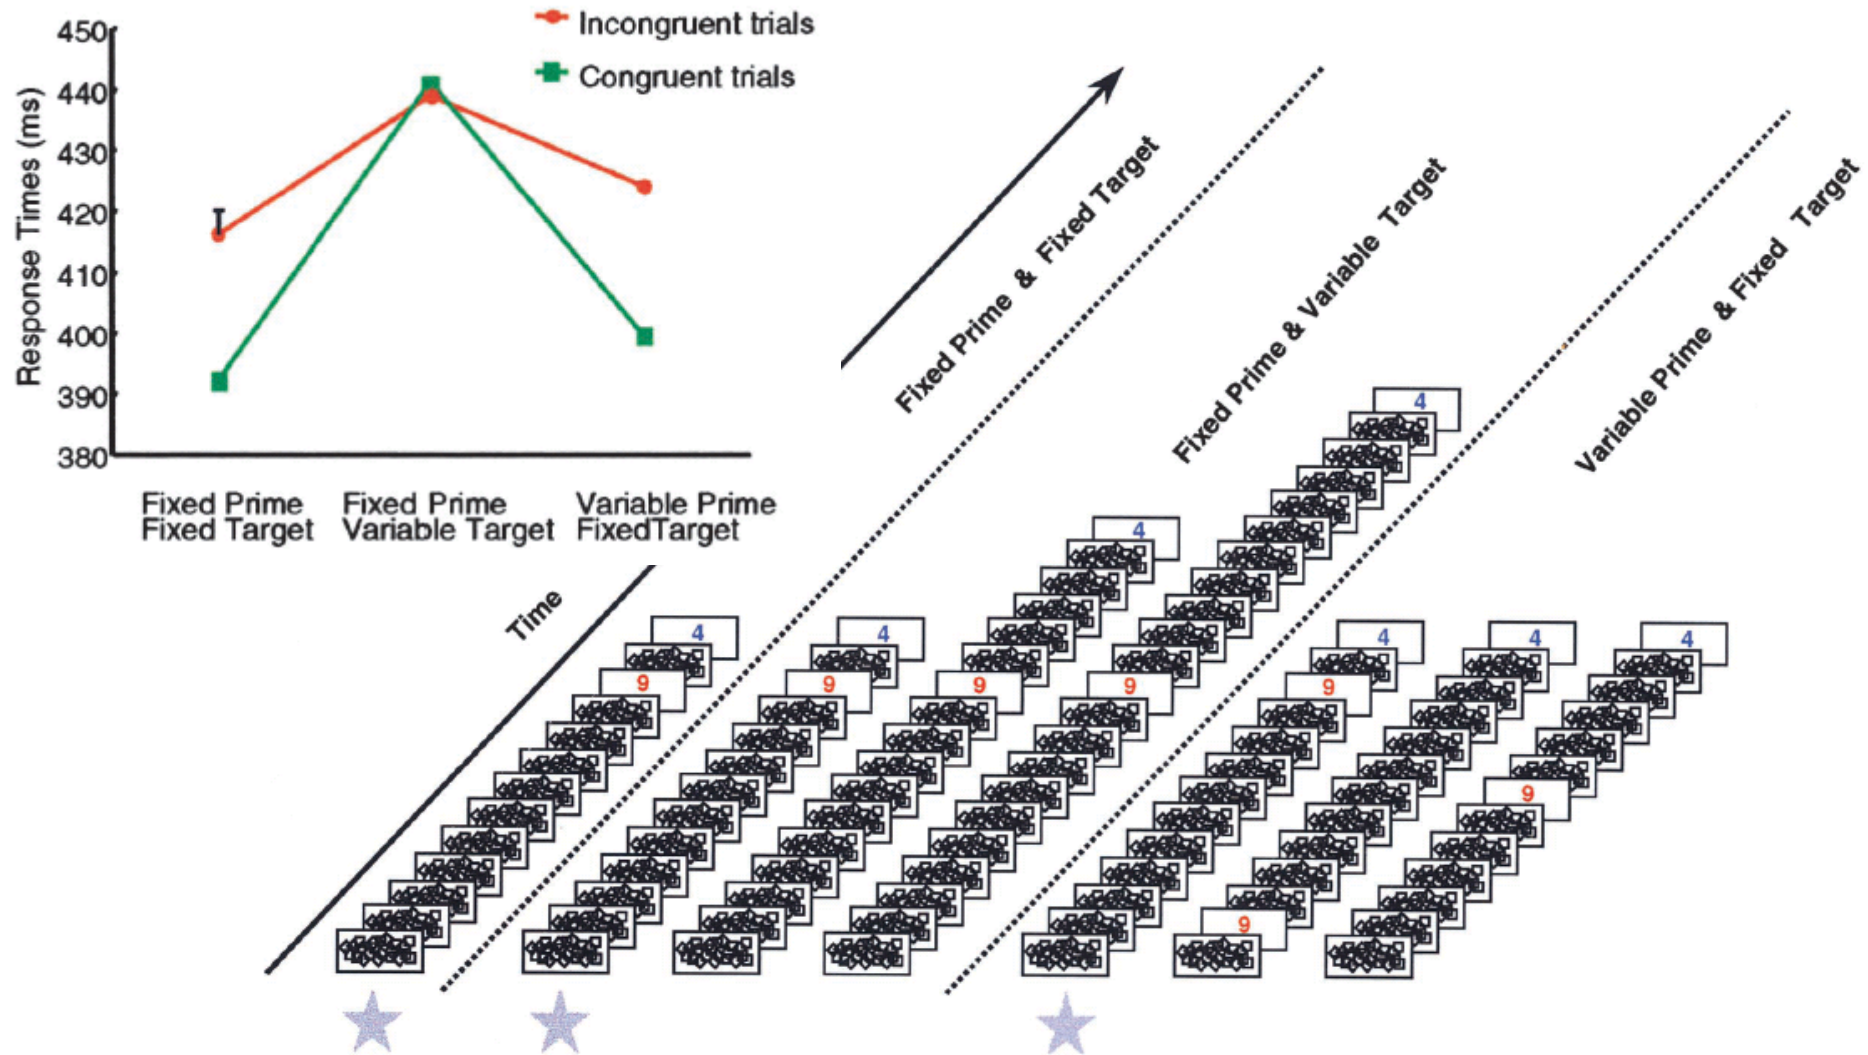 450
440
430
420
410
400
390
380
Response Times (ms)
Incongruent trials
Congruent trials
Fixed Prime
Fixed Target
Fixed Prime
Variable Target
Variable Prime
FixedTarget
Time
Fixed Prime & Fixed Target
Fixed Prime & Variable Target
Variable Prime & Fixed Target
4
9
4
9
4
9
4
9
4
9
4
9
4
9